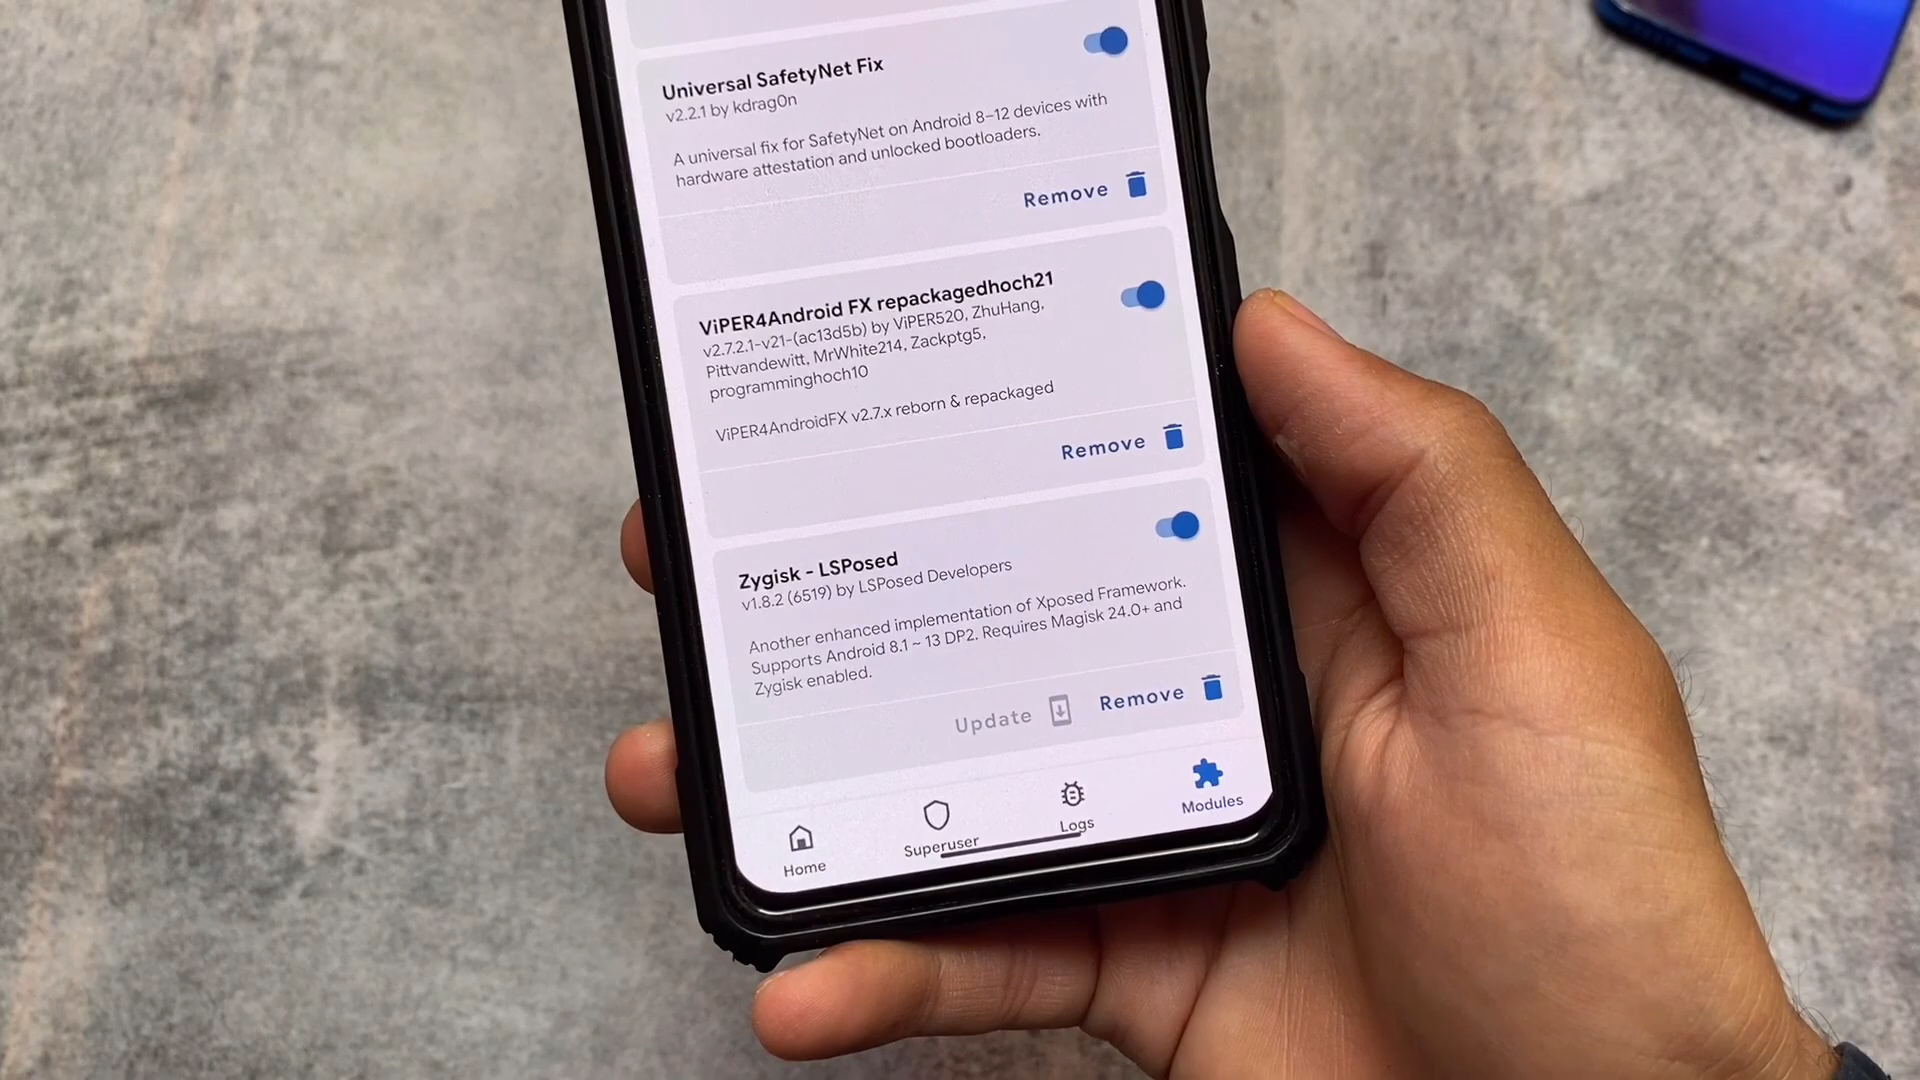 Universal SafetyNet Fix
v2.2.1 by kdrag0n
A universal fix for SafetyNet on Android 8–12 devices with
hardware attestation and unlocked bootloaders.
Remove
ViPER4Android FX repackagedhoch21
v2.7.2.1-v21-(ac13d5b) by ViPER520, ZhuHang,
Pittvandewitt, MrWhite214, Zackptg5,
programminghoch10
ViPER4AndroidFX v2.7.x reborn & repackaged
Remove
Zygisk - LSPosed
v1.8.2 (6519) by LSPosed Developers
Another enhanced implementation of Xposed Framework.
Supports Android 8.1 ~ 13 DP2. Requires Magisk 24.0+ and
Zygisk enabled.
Update
Remove
Home
Superuser
Logs
Modules